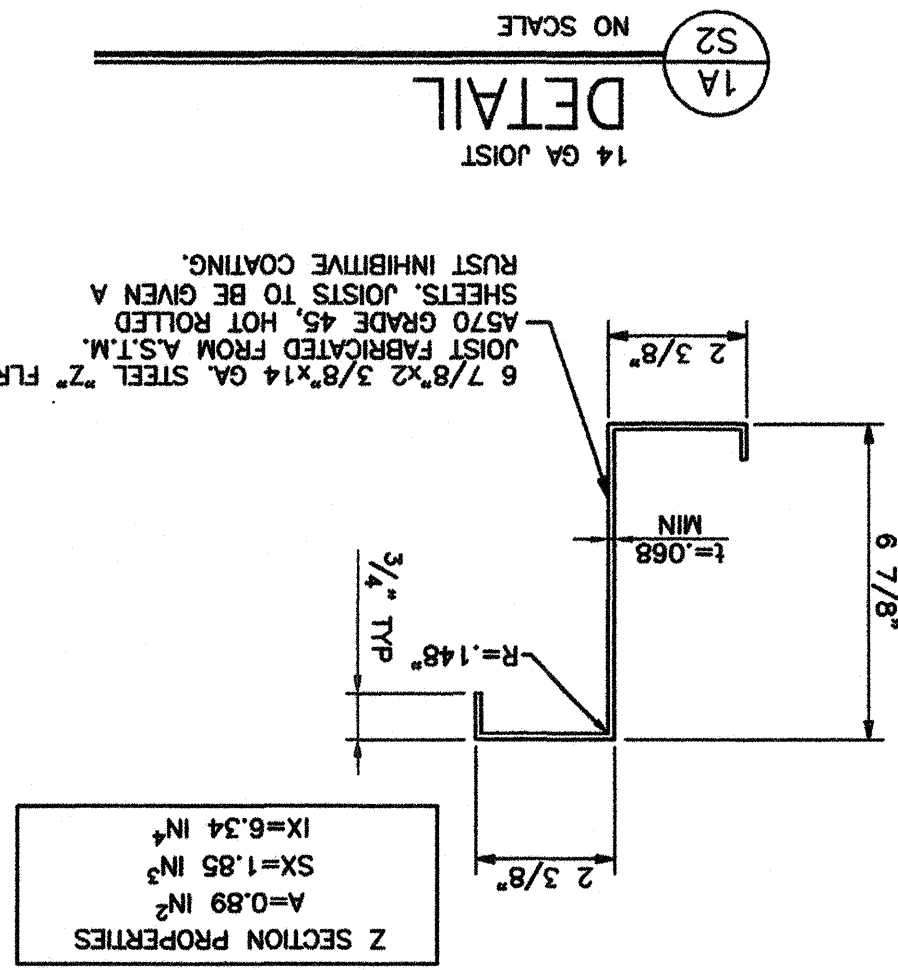 Z SECTION PROPERTIES
A=0.89 IN²
SX=1.85 IN³
IX=6.34 IN⁴
2 3/8"
R=.148"
3/4" TYP
6 7/8"
t=.068
MIN
2 3/8"
6 7/8"x2 3/8"x14 GA. STEEL "Z" FLR
JOIST FABRICATED FROM A.S.T.M.
A570 GRADE 45, HOT ROLLED
SHEETS. JOISTS TO BE GIVEN A
RUST INHIBITIVE COATING.
14 GA JOIST
DETAIL
1A
S2
NO SCALE